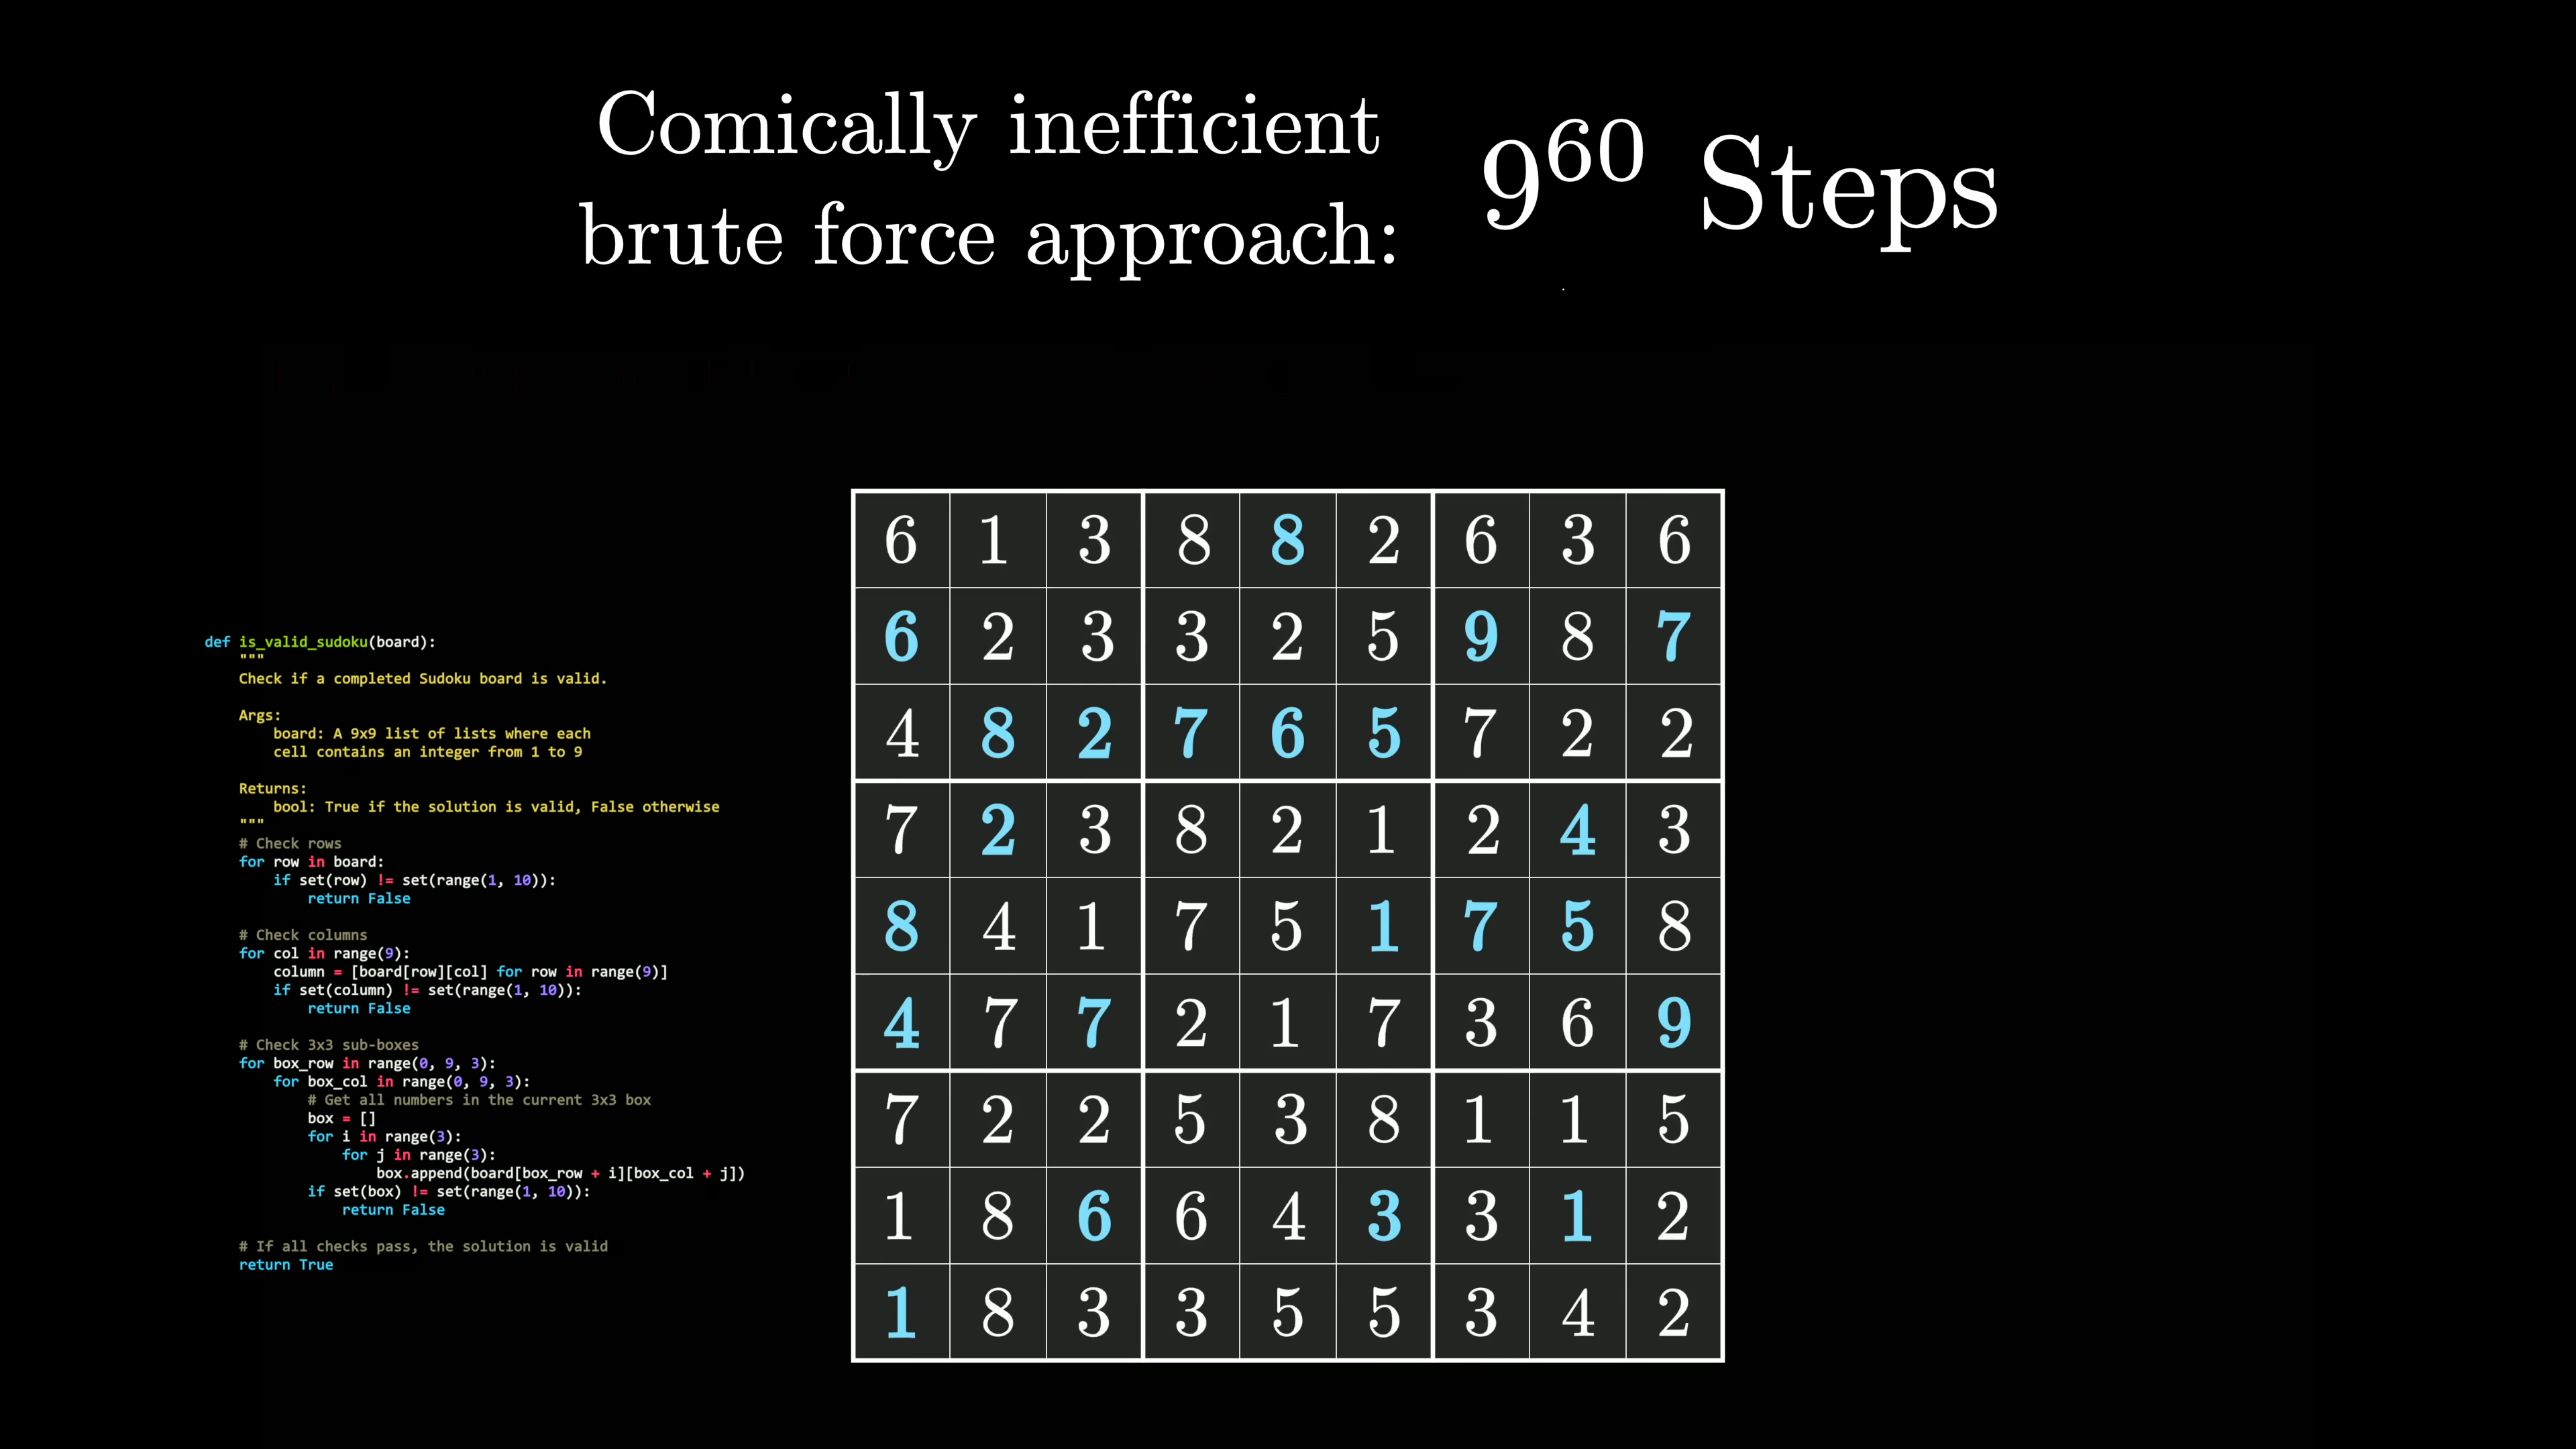 Comically inefficient
brute force approach:
9^60 Steps
def is_valid_sudoku(board):
"""
Check if a completed Sudoku board is valid.
Args:
board: A 9x9 list of lists where each
cell contains an integer from 1 to 9
Returns:
bool: True if the solution is valid, False otherwise
"""
# Check rows
for row in board:
if set(row) != set(range(1, 10)):
return False
# Check columns
for col in range(9):
column = [board[row][col] for row in range(9)]
if set(column) != set(range(1, 10)):
return False
# Check 3x3 sub-boxes
for box_row in range(0, 9, 3):
for box_col in range(0, 9, 3):
# Get all numbers in the current 3x3 box
box = []
for i in range(3):
for j in range(3):
box.append(board[box_row + i][box_col + j])
if set(box) != set(range(1, 10)):
return False
# If all checks pass, the solution is valid
return True
6 1 3 8 8 2 6 3 6
6 2 3 3 2 5 9 8 7
4 8 2 7 6 5 7 2 2
7 2 3 8 2 1 2 4 3
8 4 1 7 5 1 7 5 8
4 7 7 2 1 7 3 6 9
7 2 2 5 3 8 1 1 5
1 8 6 6 4 3 3 1 2
1 8 3 3 5 5 3 4 2